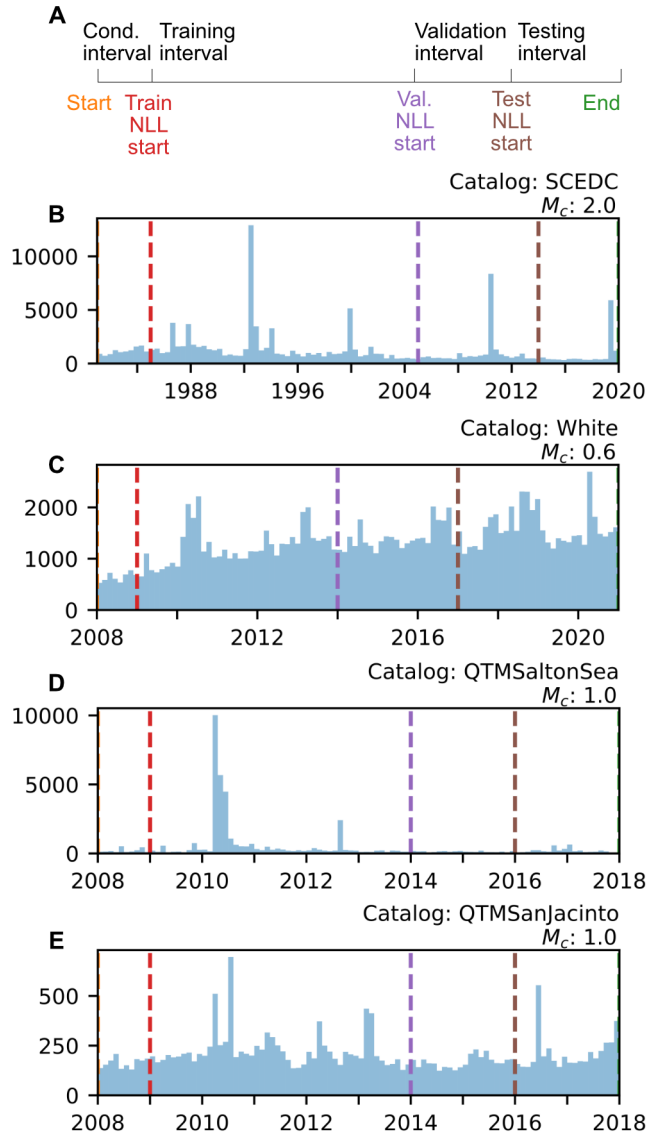 A
Cond. interval
Training interval
Validation interval
Testing interval
Start
Train NLL start
Val. NLL start
Test NLL start
End
Catalog: SCEDC
B
Mc: 2.0
10000
5000
0
1988 1996 2004 2012 2020
Catalog: White
C
Mc: 0.6
2000
1000
0
2008 2012 2016 2020
Catalog: QTMSaltonSea
D
Mc: 1.0
10000
5000
0
2008 2010 2012 2014 2016 2018
Catalog: QTMSanJacinto
E
Mc: 1.0
500
250
0
2008 2010 2012 2014 2016 2018